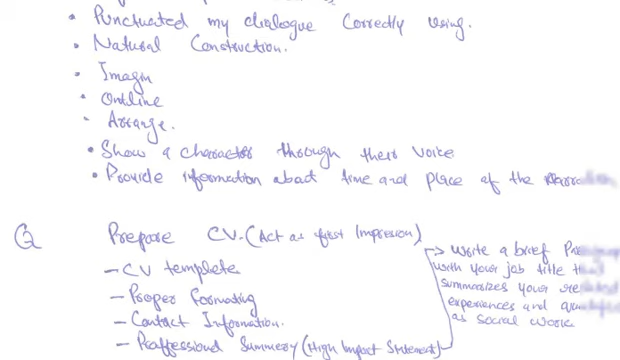 • Punctuated my dialogue Correctly using.
• Natural Construction.
• Imagin
• Outline
• Arrange.
• Show a character through their voice
• Provide information about time and place of the
Q Prepare CV. (Act as first Impression)
– CV templete
– Proper Formating
– Contact Information.
– Proffessional Summery (High Impact Statement)
→ Write a brief
with your job title
summarizes your
experiences and
as social work